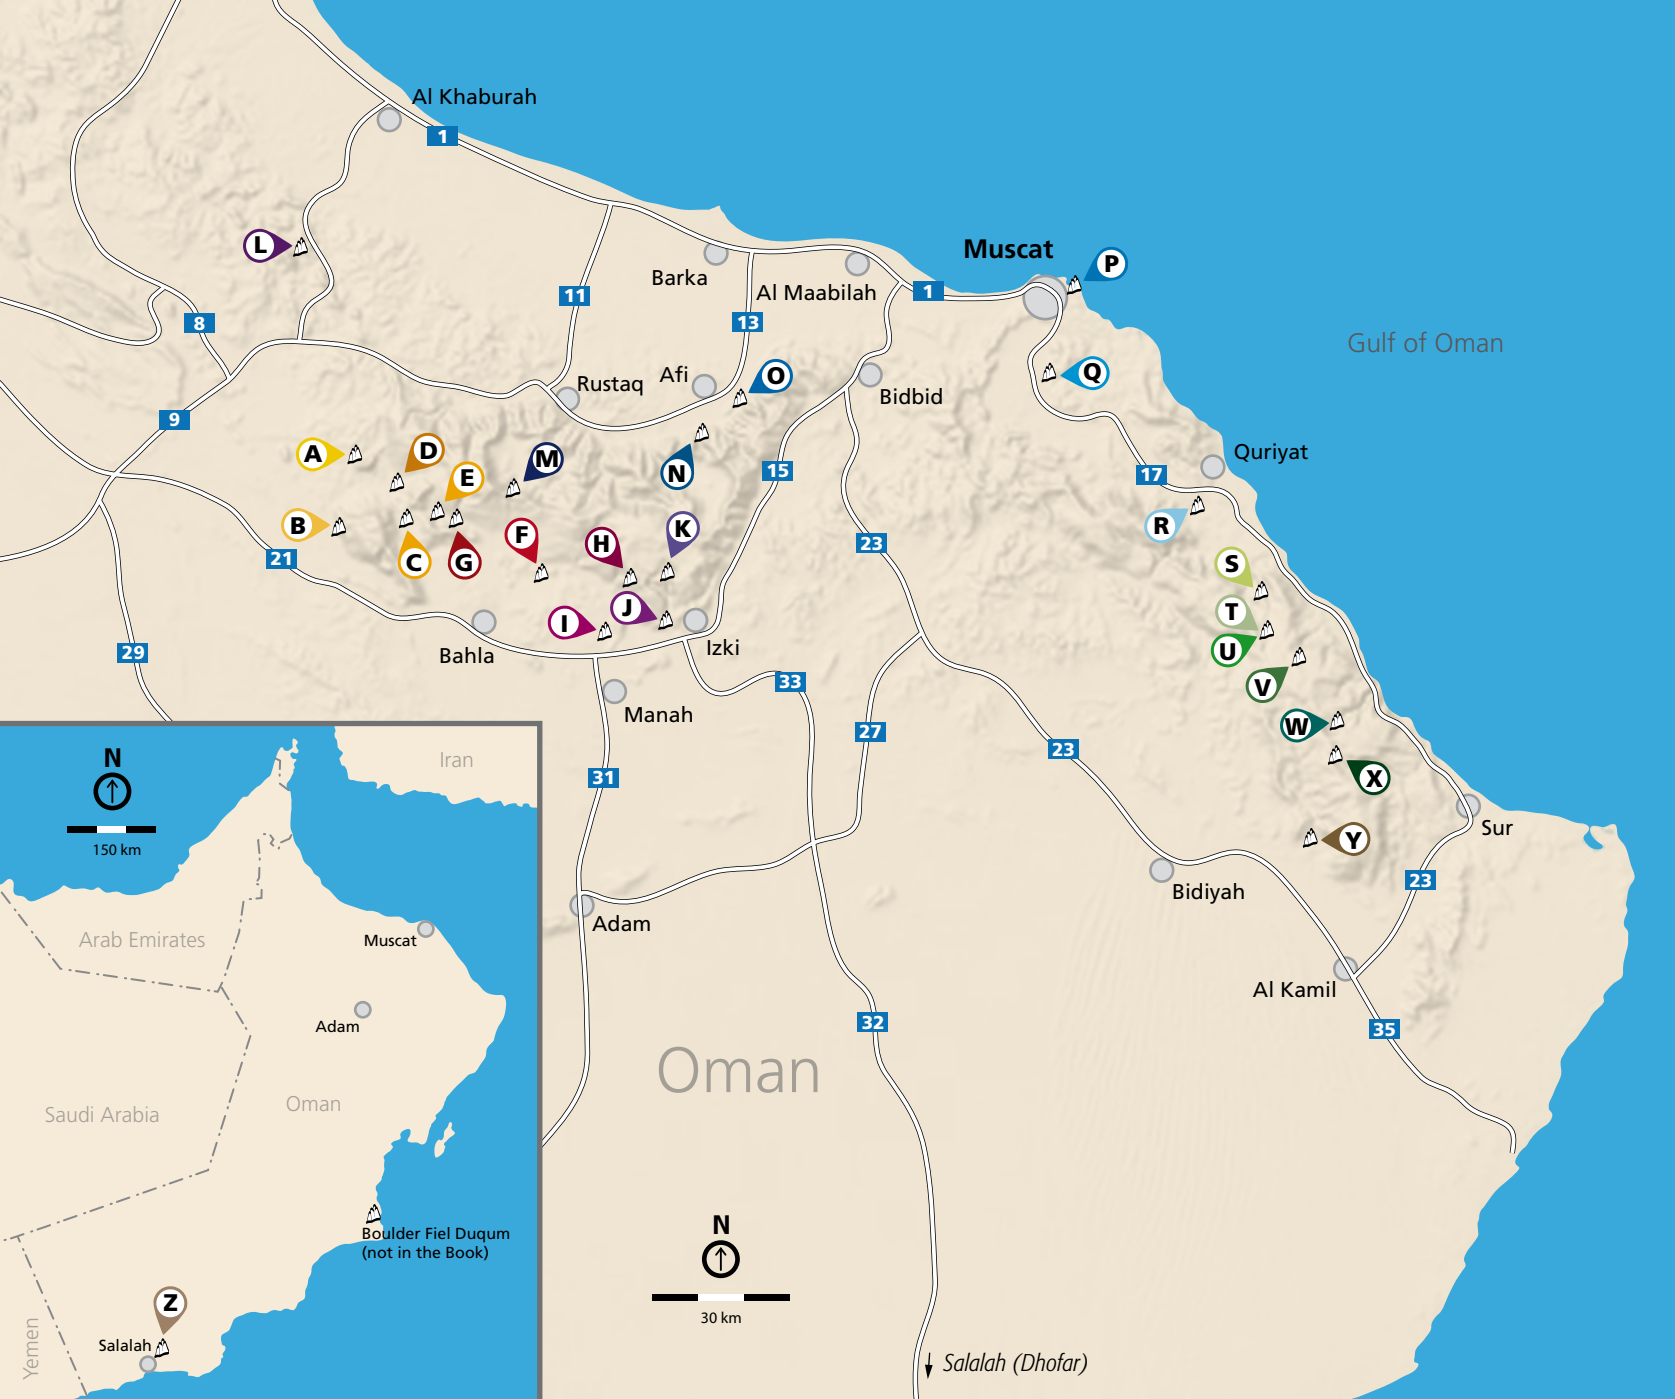 Al Khaburah
1
L
Muscat
P
Barka
Al Maabilah
1
11
13
8
Gulf of Oman
Q
O
Afi
Rustaq
Bidbid
9
A
D
M
N
15
E
Quriyat
17
B
C
G
F
H
K
R
21
23
S
T
U
V
I
J
Izki
Bahla
29
33
Manah
27
W
X
23
31
Sur
Y
23
Bidiyah
Adam
Al Kamil
35
32
Oman
N
30 km
Salalah (Dhofar)
N
150 km
Iran
Arab Emirates
Muscat
Adam
Oman
Saudi Arabia
Boulder Fiel Duqum
(not in the Book)
Z
Salalah
Yemen